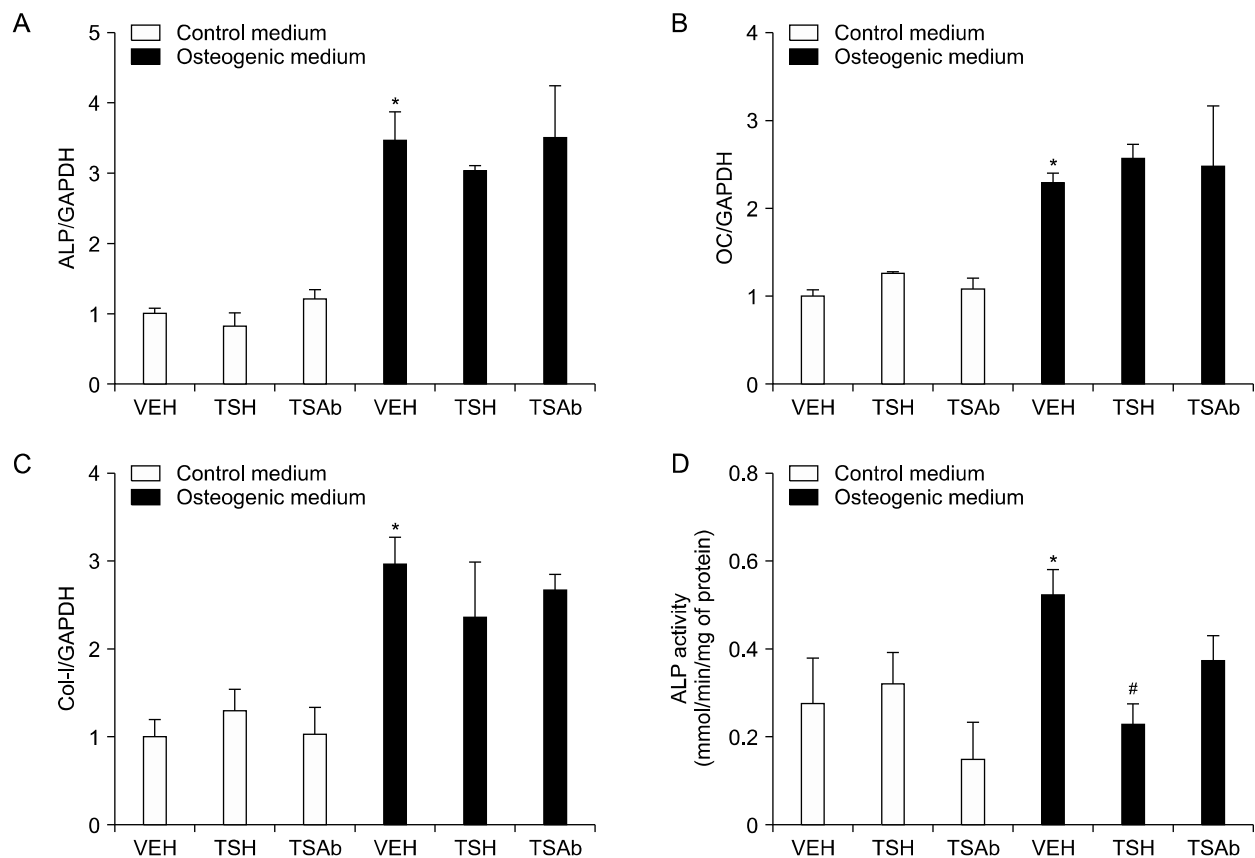 A
Control medium
Osteogenic medium
ALP/GAPDH
5
4
3
2
1
0
*
VEH TSH TSAb VEH TSH TSAb
B
Control medium
Osteogenic medium
OC/GAPDH
4
3
2
1
0
*
VEH TSH TSAb VEH TSH TSAb
C
Control medium
Osteogenic medium
Col-I/GAPDH
4
3
2
1
0
*
VEH TSH TSAb VEH TSH TSAb
D
Control medium
Osteogenic medium
ALP activity
(mmol/min/mg of protein)
0.8
0.6
0.4
0.2
0
*
#
VEH TSH TSAb VEH TSH TSAb